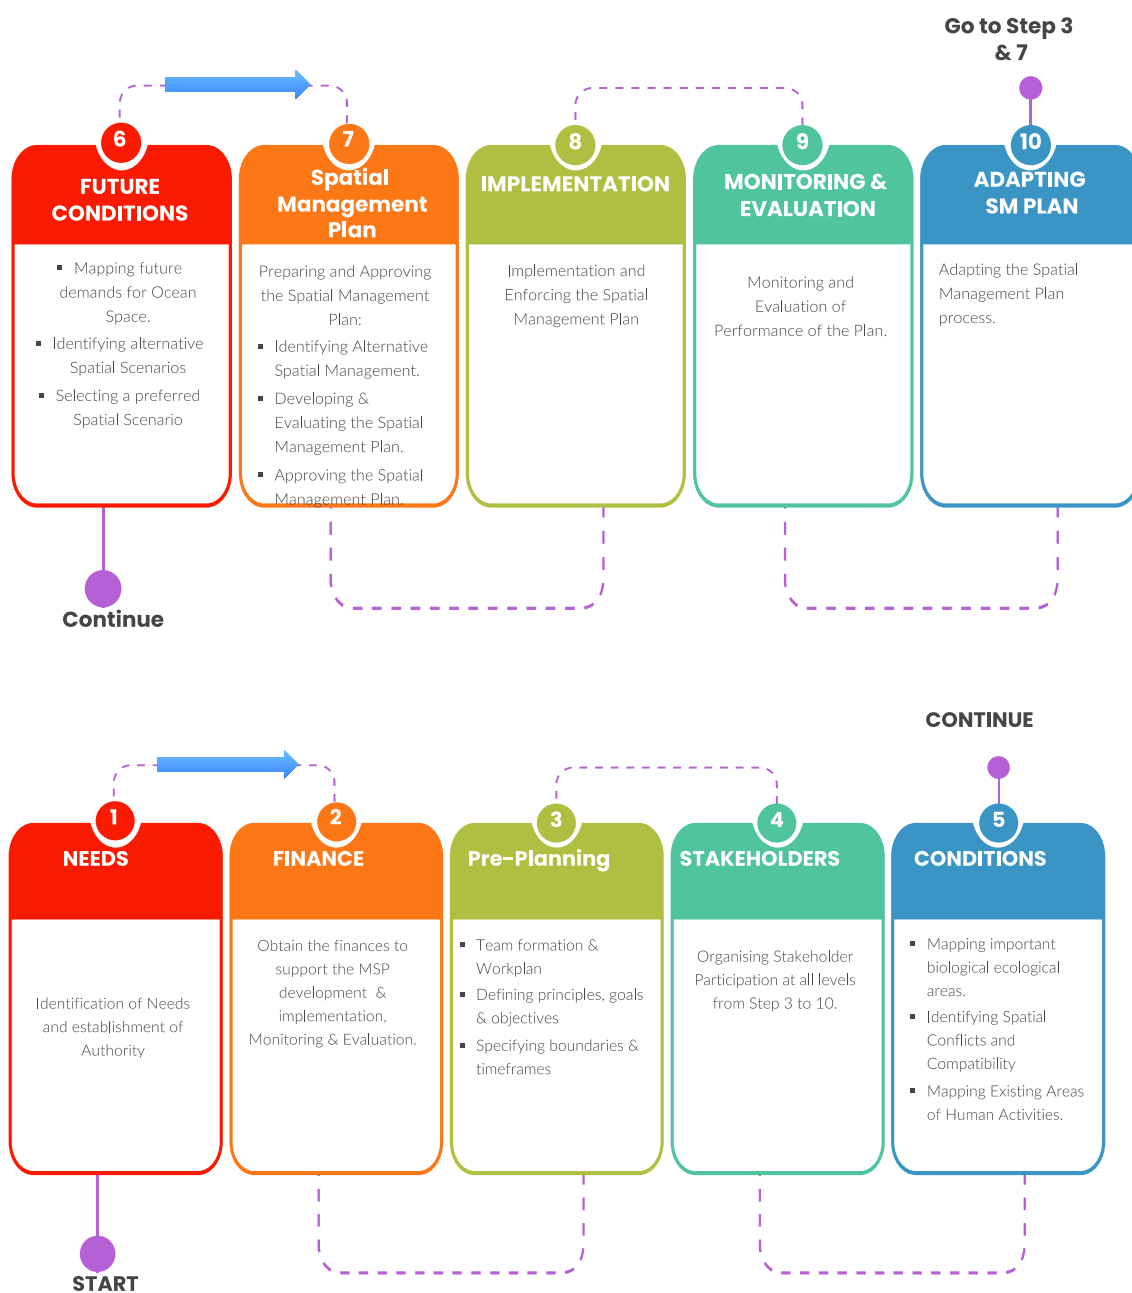 Go to Step 3
& 7
6
FUTURE
CONDITIONS
▪ Mapping future
demands for Ocean
Space.
▪ Identifying alternative
Spatial Scenarios
▪ Selecting a preferred
Spatial Scenario
Continue
7
Spatial
Management
Plan
Preparing and Approving
the Spatial Management
Plan:
▪ Identifying Alternative
Spatial Management.
▪ Developing &
Evaluating the Spatial
Management Plan.
▪ Approving the Spatial
Management Plan.
8
IMPLEMENTATION
Implementation and
Enforcing the Spatial
Management Plan
9
MONITORING &
EVALUATION
Monitoring and
Evaluation of
Performance of the Plan.
10
ADAPTING
SM PLAN
Adapting the Spatial
Management Plan
process.
CONTINUE
1
NEEDS
Identification of Needs
and establishment of
Authority
START
2
FINANCE
Obtain the finances to
support the MSP
development &
implementation,
Monitoring & Evaluation.
3
Pre-Planning
▪ Team formation &
Workplan
▪ Defining principles, goals
& objectives
▪ Specifying boundaries &
timeframes
4
STAKEHOLDERS
Organising Stakeholder
Participation at all levels
from Step 3 to 10.
5
CONDITIONS
▪ Mapping important
biological ecological
areas.
▪ Identifying Spatial
Conflicts and
Compatibility
▪ Mapping Existing Areas
of Human Activities.